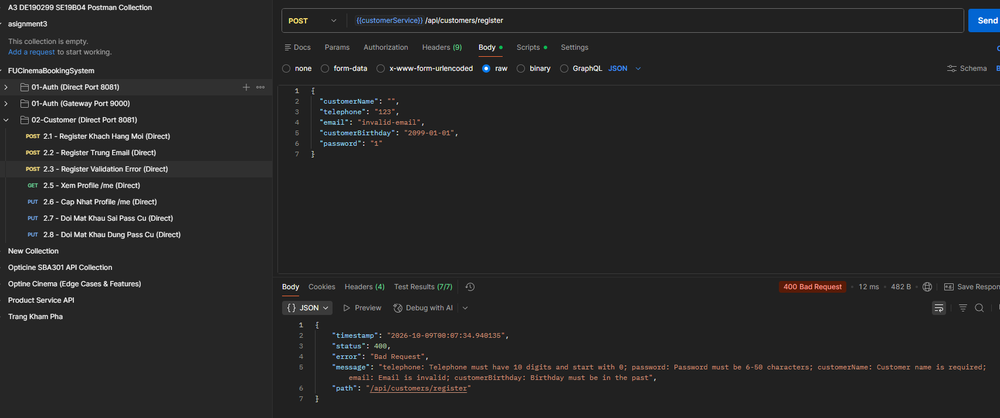 A3 DE190299 SE19B04 Postman Collection
asignment3
This collection is empty.
Add a request to start working.
FUCinemaBookingSystem
01-Auth (Direct Port 8081)
01-Auth (Gateway Port 9000)
02-Customer (Direct Port 8081)
POST 2.1 - Register Khach Hang Moi (Direct)
POST 2.2 - Register Trung Email (Direct)
POST 2.3 - Register Validation Error (Direct)
GET 2.5 - Xem Profile /me (Direct)
PUT 2.6 - Cap Nhat Profile /me (Direct)
PUT 2.7 - Doi Mat Khau Sai Pass Cu (Direct)
PUT 2.8 - Doi Mat Khau Dung Pass Cu (Direct)
New Collection
Opticine SBA301 API Collection
Optine Cinema (Edge Cases & Features)
Product Service API
Trang Kham Pha
POST {{customerService}} /api/customers/register Send
Docs Params Authorization Headers (9) Body Scripts Settings
none form-data x-www-form-urlencoded raw binary GraphQL JSON Schema B
1 {
2 "customerName": "",
3 "telephone": "123",
4 "email": "invalid-email",
5 "customerBirthday": "2099-01-01",
6 "password": "1"
7 }
Body Cookies Headers (4) Test Results (7/7) 400 Bad Request 12 ms 482 B e.g. Save Respon
{} JSON Preview Debug with AI
1 {
2 "timestamp": "2026-10-09T00:07:34.940135",
3 "status": 400,
4 "error": "Bad Request",
5 "message": "telephone: Telephone must have 10 digits and start with 0; password: Password must be 6-50 characters; customerName: Customer name is required;
email: Email is invalid; customerBirthday: Birthday must be in the past",
6 "path": "/api/customers/register"
7 }